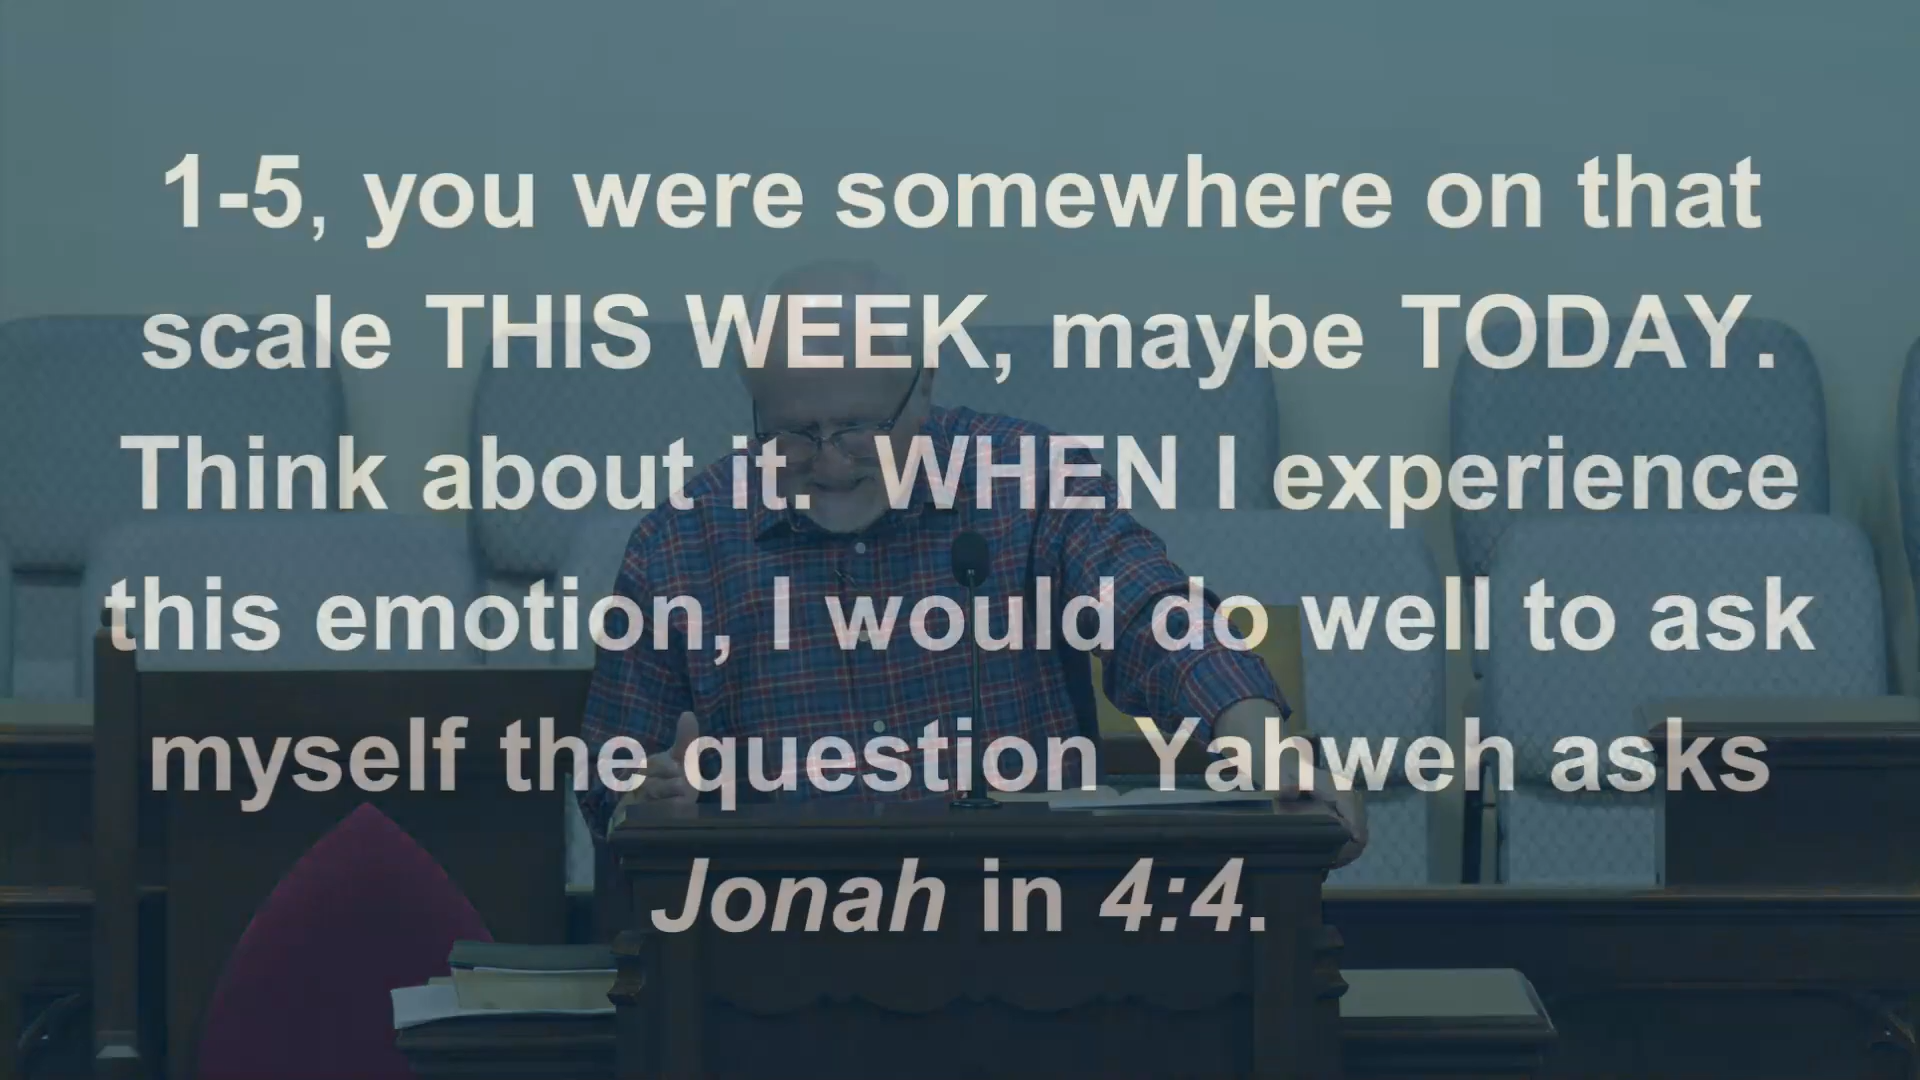 1-5, you were somewhere on that
scale THIS WEEK, maybe TODAY.
Think about it.  WHEN I experience
this emotion, I would do well to ask
myself the question Yahweh asks
Jonah in 4:4.